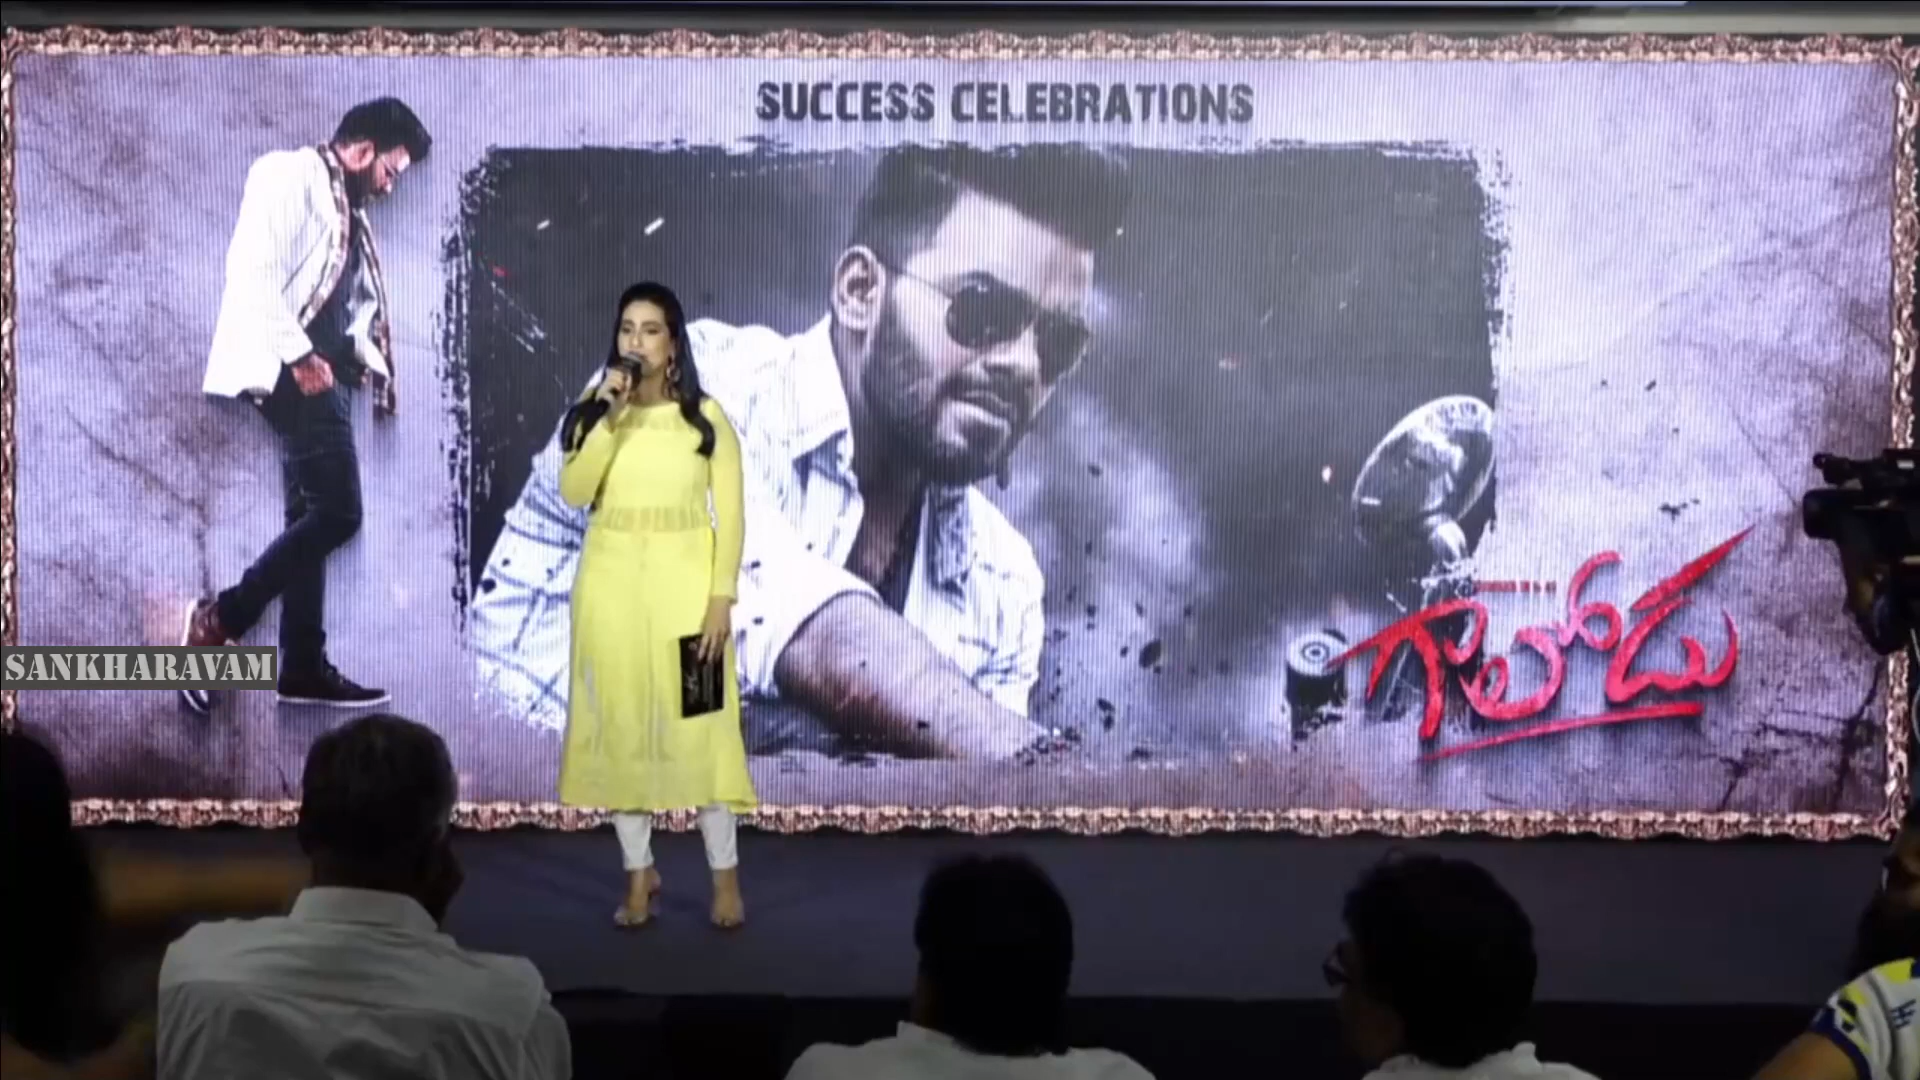 SUCCESS CELEBRATIONS
గాలోడు
SANKHARAVAM